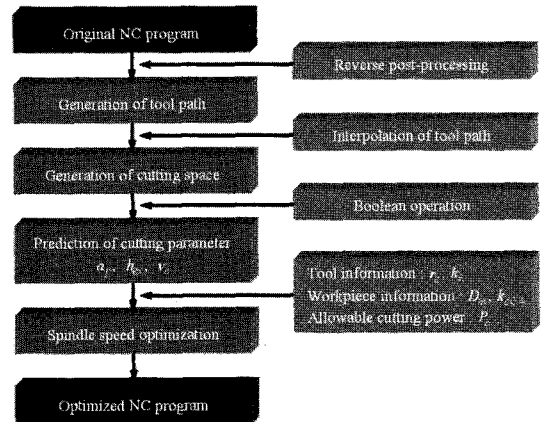 Original NC program
Reverse post-processing
Generation of tool path
Interpolation of tool path
Generation of cutting space
Boolean operation
Prediction of cutting parameter
Tool information :
Workpiece information :
Allowable cutting power :
Spindle speed optimization
Optimized NC program